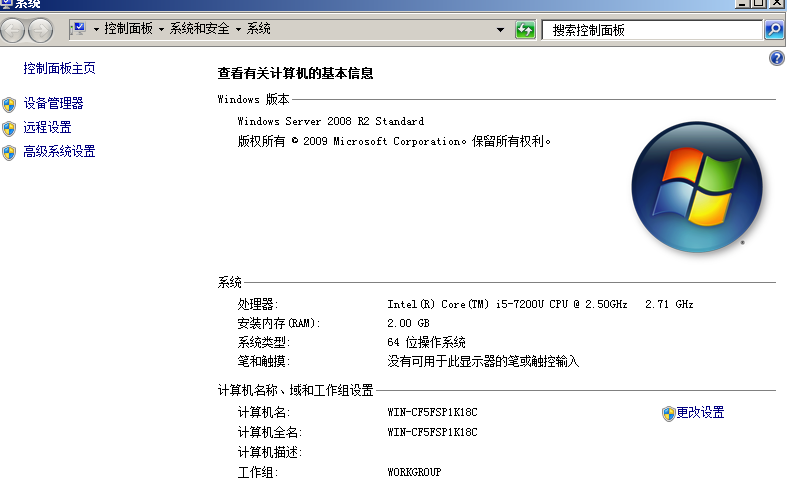 系统
控制面板 系统和安全 系统
搜索控制面板
控制面板主页
设备管理器
远程设置
高级系统设置
查看有关计算机的基本信息
Windows 版本
Windows Server 2008 R2 Standard
版权所有 © 2009 Microsoft Corporation。保留所有权利。
系统
处理器: Intel(R) Core(TM) i5-7200U CPU @ 2.50GHz 2.71 GHz
安装内存(RAM): 2.00 GB
系统类型: 64 位操作系统
笔和触摸: 没有可用于此显示器的笔或触控输入
计算机名称、域和工作组设置
计算机名: WIN-CF5FSP1K18C 更改设置
计算机全名: WIN-CF5FSP1K18C
计算机描述:
工作组: WORKGROUP